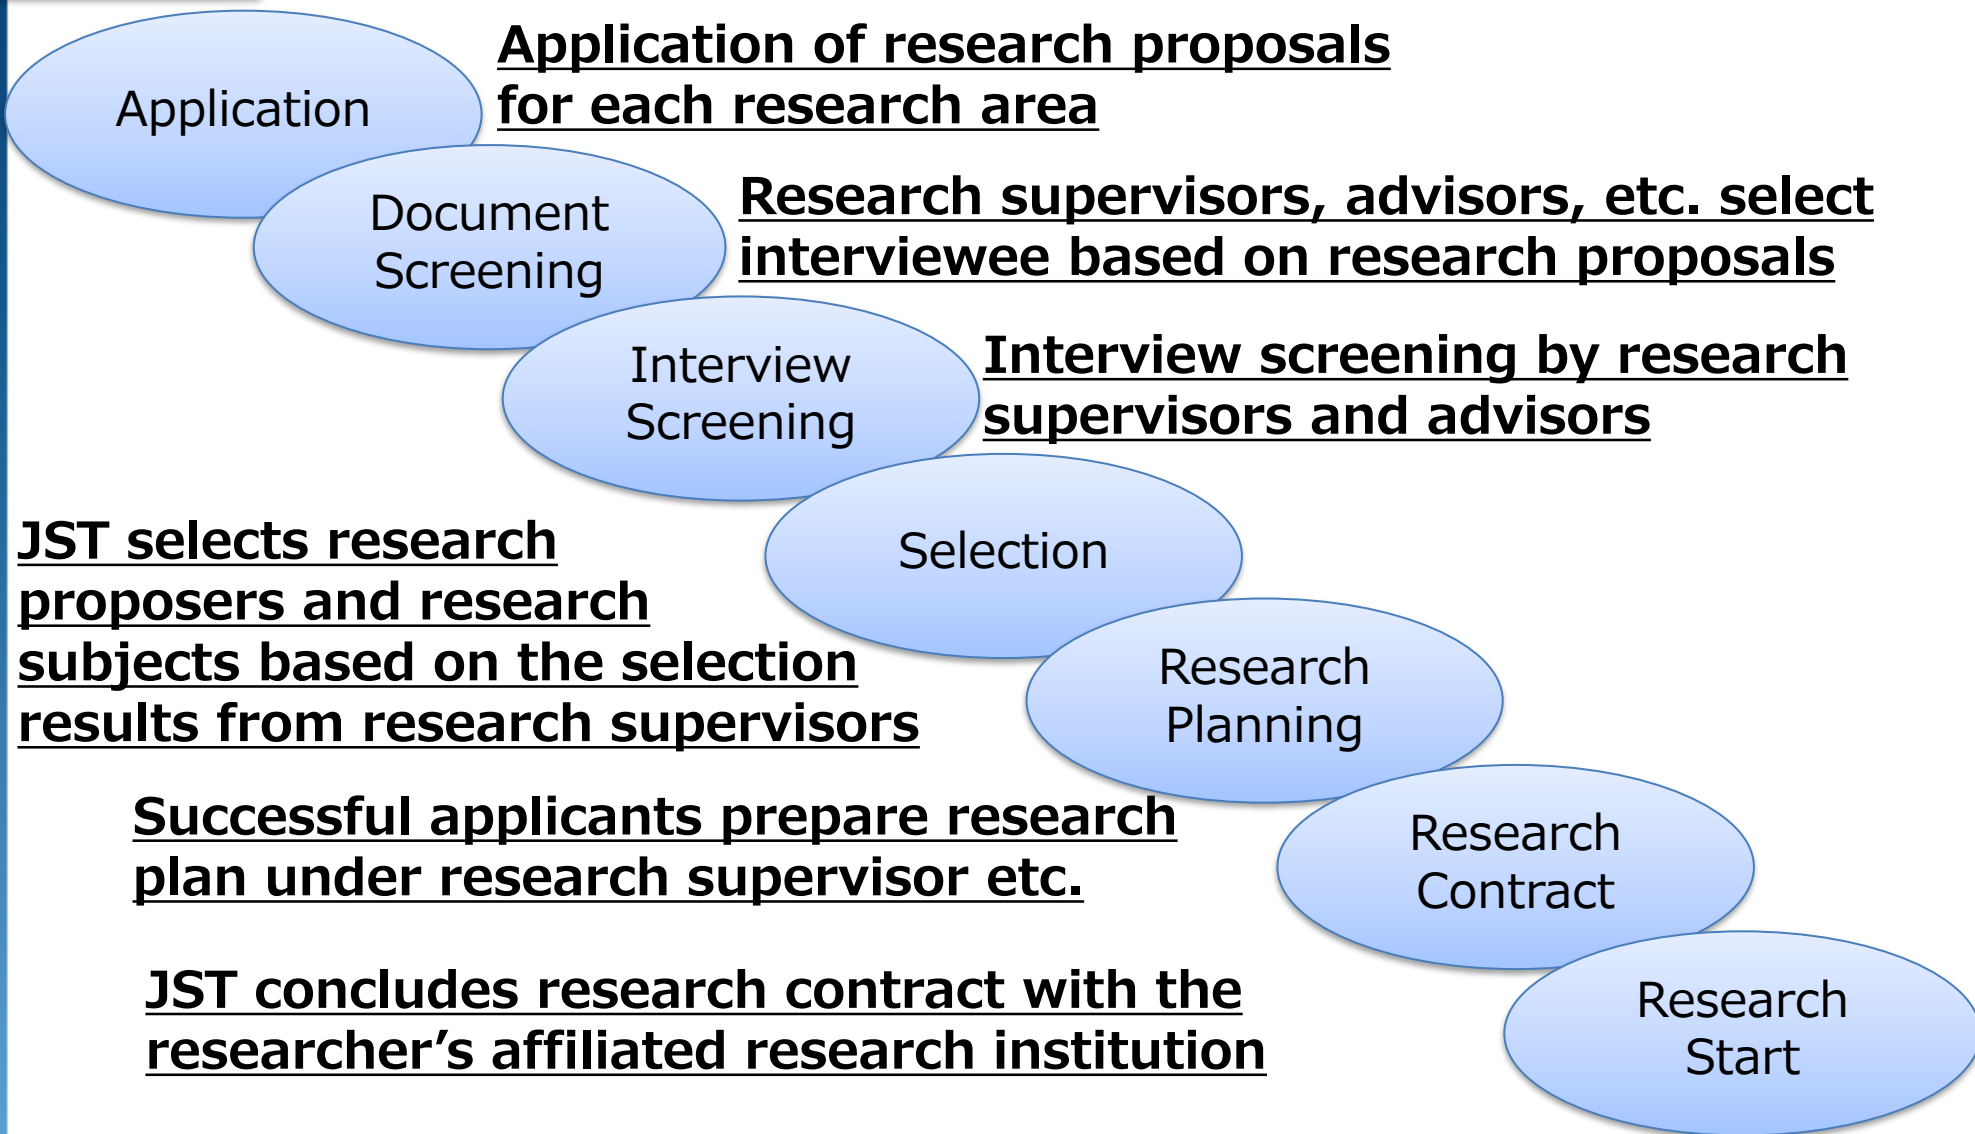 Application
Application of research proposals
for each research area
Document
Screening
Research supervisors, advisors, etc. select
interviewee based on research proposals
Interview
Screening
Interview screening by research
supervisors and advisors
Selection
JST selects research
proposers and research
subjects based on the selection
results from research supervisors
Research
Planning
Successful applicants prepare research
plan under research supervisor etc.
Research
Contract
JST concludes research contract with the
researcher’s affiliated research institution
Research
Start